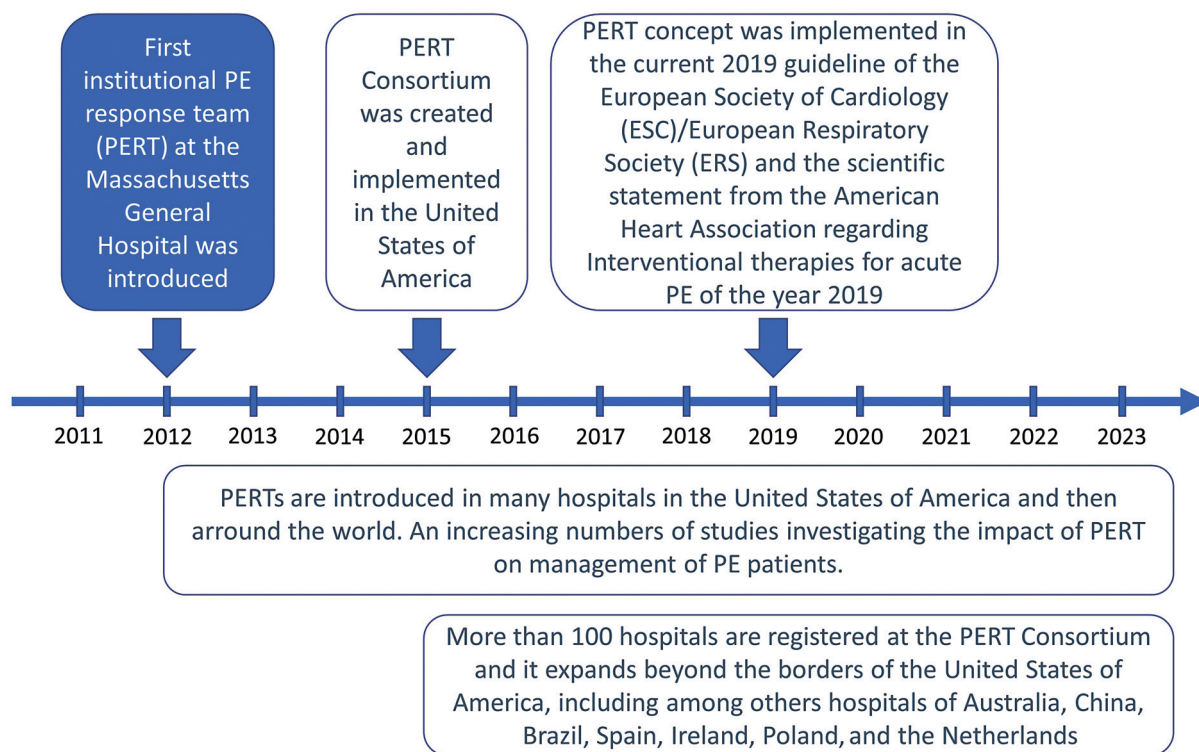 First
institutional PE
response team
(PERT) at the
Massachusetts
General
Hospital was
introduced
PERT
Consortium
was created
and
implemented
in the United
States of
America
PERT concept was implemented in
the current 2019 guideline of the
European Society of Cardiology
(ESC)/European Respiratory
Society (ERS) and the scientific
statement from the American
Heart Association regarding
Interventional therapies for acute
PE of the year 2019
2011 2012 2013 2014 2015 2016 2017 2018 2019 2020 2021 2022 2023
PERTs are introduced in many hospitals in the United States of America and then
arround the world. An increasing numbers of studies investigating the impact of PERT
on management of PE patients.
More than 100 hospitals are registered at the PERT Consortium
and it expands beyond the borders of the United States of
America, including among others hospitals of Australia, China,
Brazil, Spain, Ireland, Poland, and the Netherlands